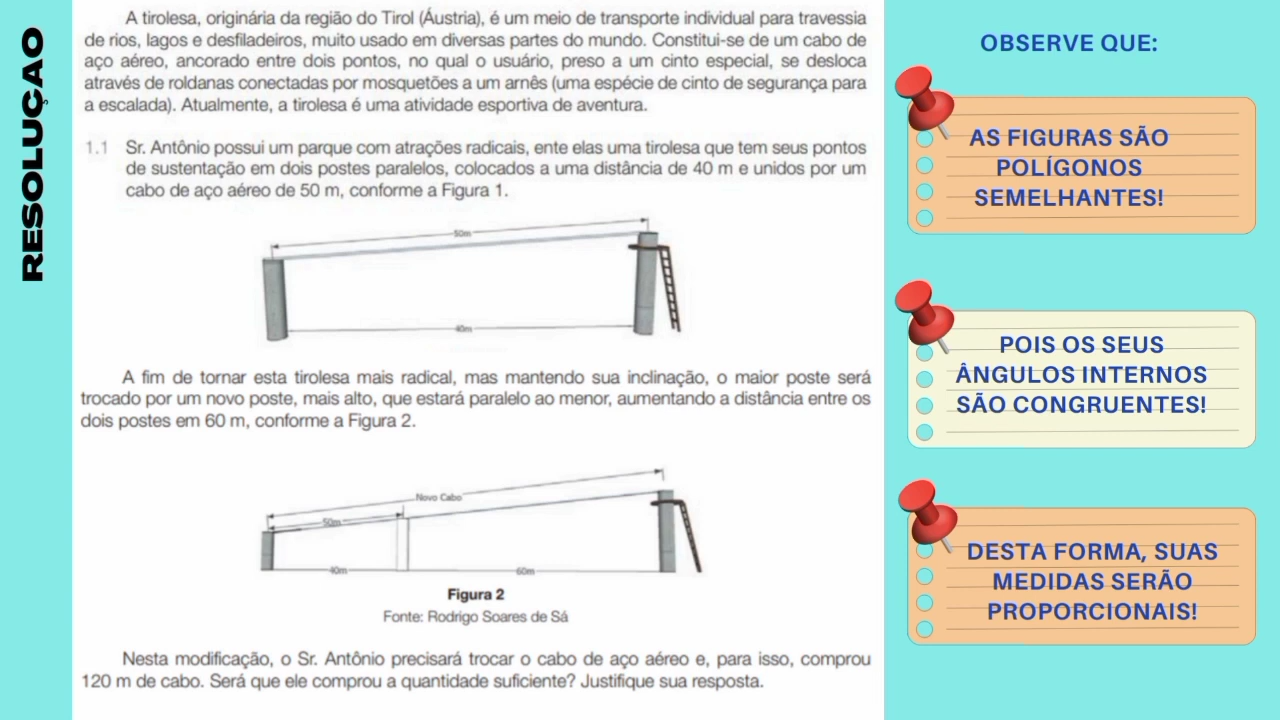 RESOLUÇAO
A tirolesa, originária da região do Tirol (Áustria), é um meio de transporte individual para travessia
de rios, lagos e desfiladeiros, muito usado em diversas partes do mundo. Constitui-se de um cabo de
aço aéreo, ancorado entre dois pontos, no qual o usuário, preso a um cinto especial, se desloca
através de roldanas conectadas por mosquetões a um arnês (uma espécie de cinto de segurança para
a escalada). Atualmente, a tirolesa é uma atividade esportiva de aventura.
1.1 Sr. Antônio possui um parque com atrações radicais, ente elas uma tirolesa que tem seus pontos
de sustentação em dois postes paralelos, colocados a uma distância de 40 m e unidos por um
cabo de aço aéreo de 50 m, conforme a Figura 1.
50m
40m
A fim de tornar esta tirolesa mais radical, mas mantendo sua inclinação, o maior poste será
trocado por um novo poste, mais alto, que estará paralelo ao menor, aumentando a distância entre os
dois postes em 60 m, conforme a Figura 2.
Novo Cabo
50m
40m
60m
Figura 2
Fonte: Rodrigo Soares de Sá
Nesta modificação, o Sr. Antônio precisará trocar o cabo de aço aéreo e, para isso, comprou
120 m de cabo. Será que ele comprou a quantidade suficiente? Justifique sua resposta.
OBSERVE QUE:
AS FIGURAS SÃO
POLÍGONOS
SEMELHANTES!
POIS OS SEUS
ÂNGULOS INTERNOS
SÃO CONGRUENTES!
DESTA FORMA, SUAS
MEDIDAS SERÃO
PROPORCIONAIS!